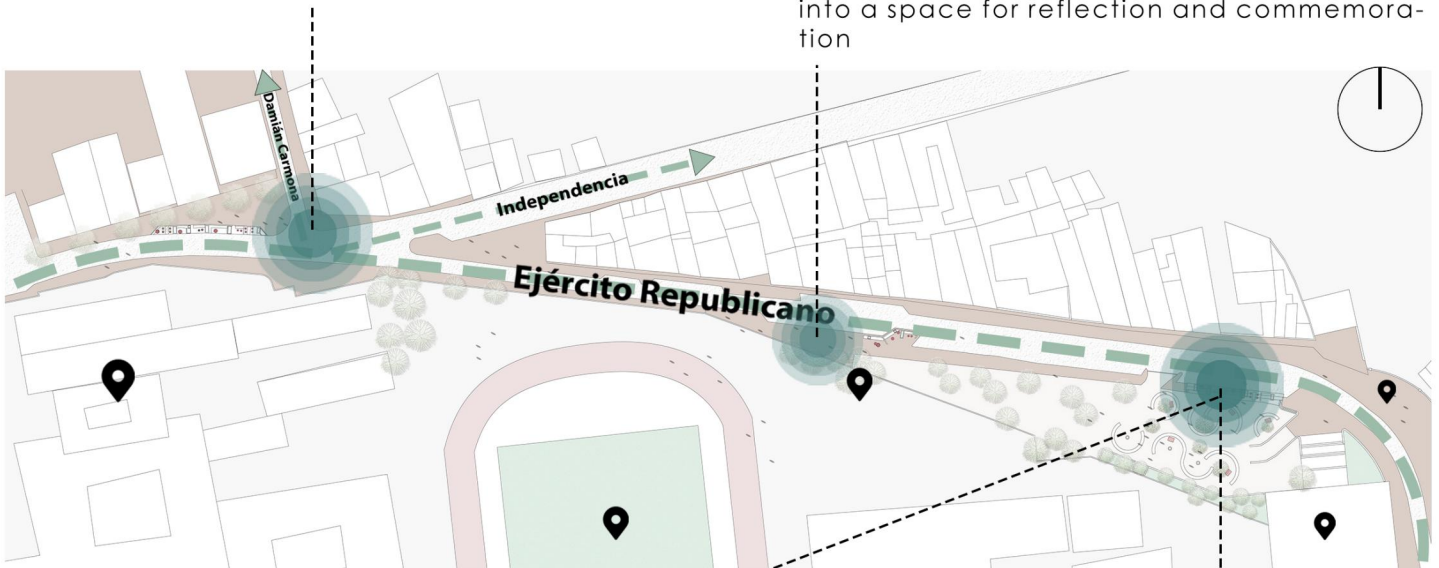 into a space for reflection and commemora-
tion
Damián Carmona
Independencia
Ejército Republicano